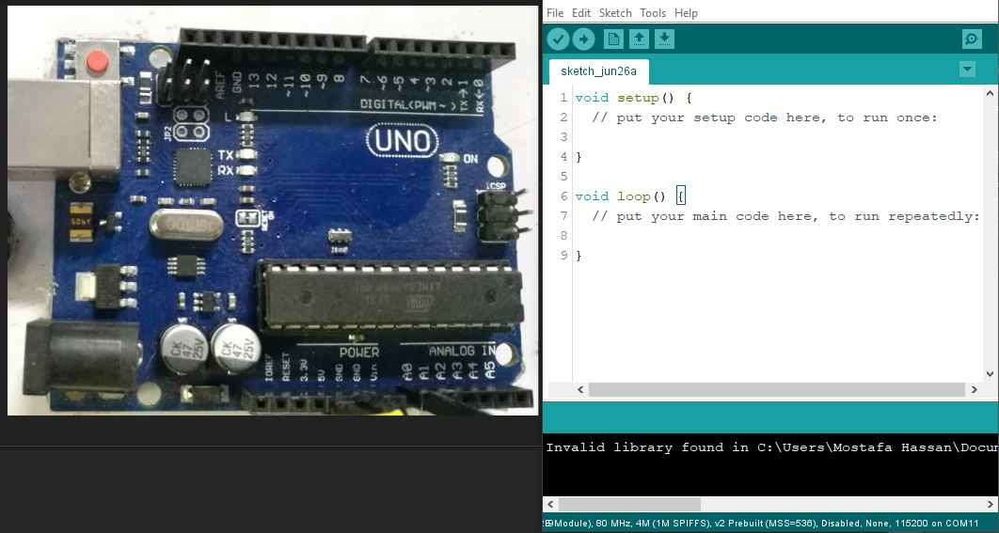 AREF
GND
13
12
~11
~10
~9
8
7
~6
~5
4
~3
2
TX→1
RX←0
DIGITAL(PWM ~)
L
JP2
TX
RX
UNO
ON
ICSP
RESET
CK
47
25V
CK
47
25V
IOREF
RESET
3.3V
5V
GND
GND
Vin
POWER
ANALOG IN
A0
A1
A2
A3
A4
A5
File Edit Sketch Tools Help
sketch_jun26a
1 void setup() {
2 // put your setup code here, to run once:
3
4 }
5
6 void loop() {
7 // put your main code here, to run repeatedly:
8
9 }
Invalid library found in C:\Users\Mostafa Hassan\Docu
Module), 80 MHz, 4M (1M SPIFFS), v2 Prebuilt (MSS=536), Disabled, None, 115200 on COM11